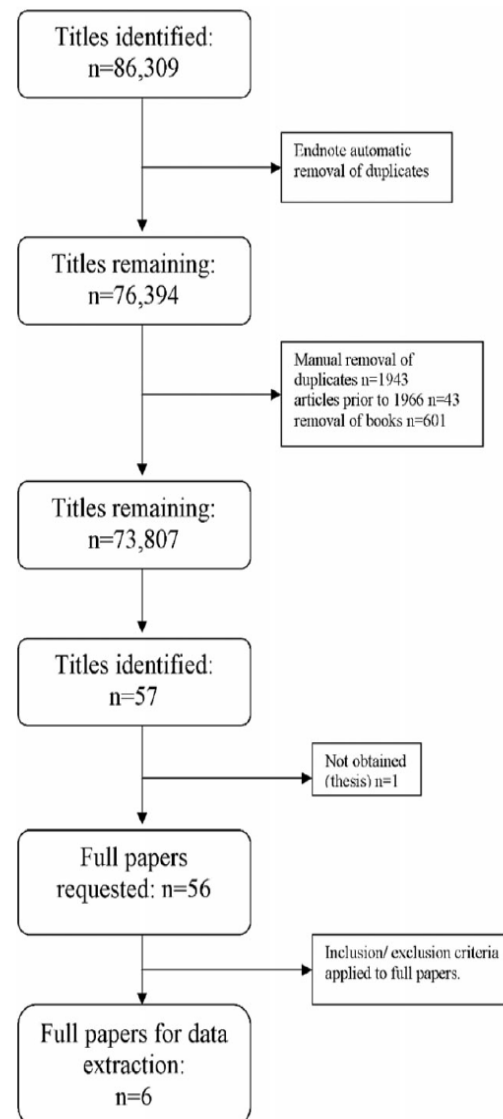 Titles identified:
n=86,309
Endnote automatic
removal of duplicates
Titles remaining:
n=76,394
Manual removal of
duplicates n=1943
articles prior to 1966 n=43
removal of books n=601
Titles remaining:
n=73,807
Titles identified:
n=57
Not obtained
(thesis) n=1
Full papers
requested: n=56
Inclusion/ exclusion criteria
applied to full papers.
Full papers for data
extraction:
n=6